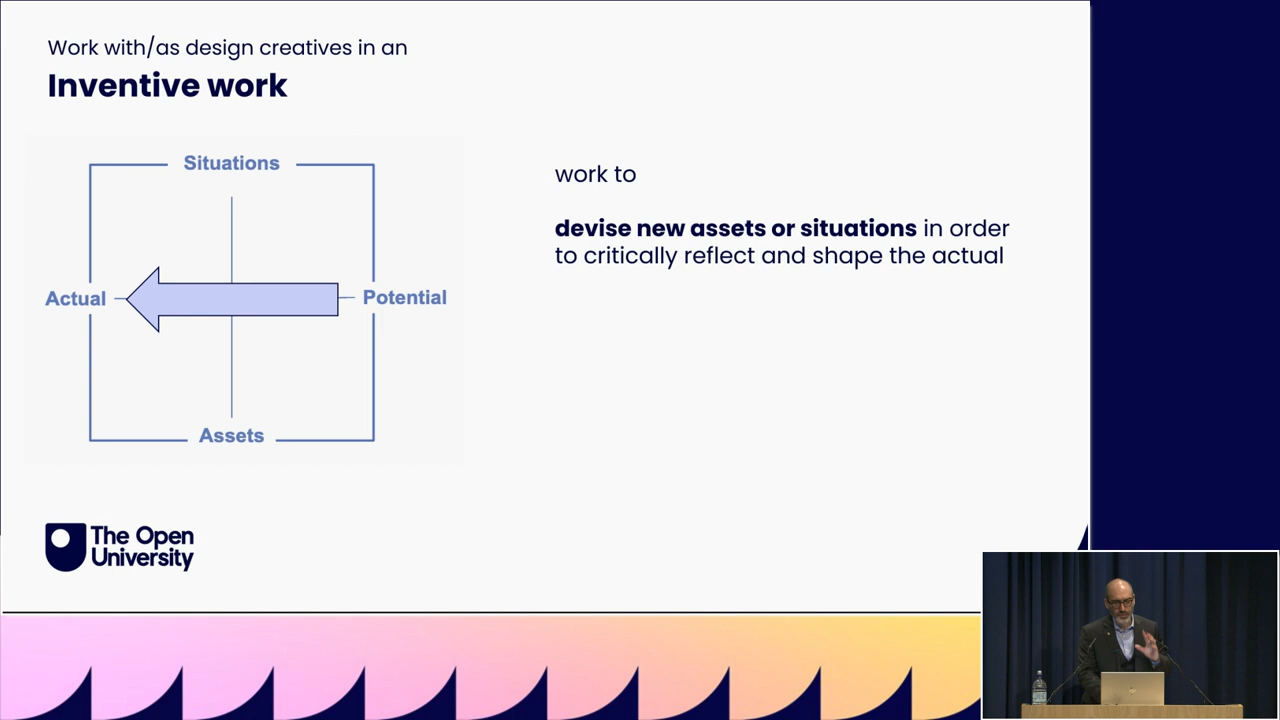 Work with/as design creatives in an
Inventive work
Situations
Actual
Potential
Assets
work to
devise new assets or situations in order
to critically reflect and shape the actual
The Open
University